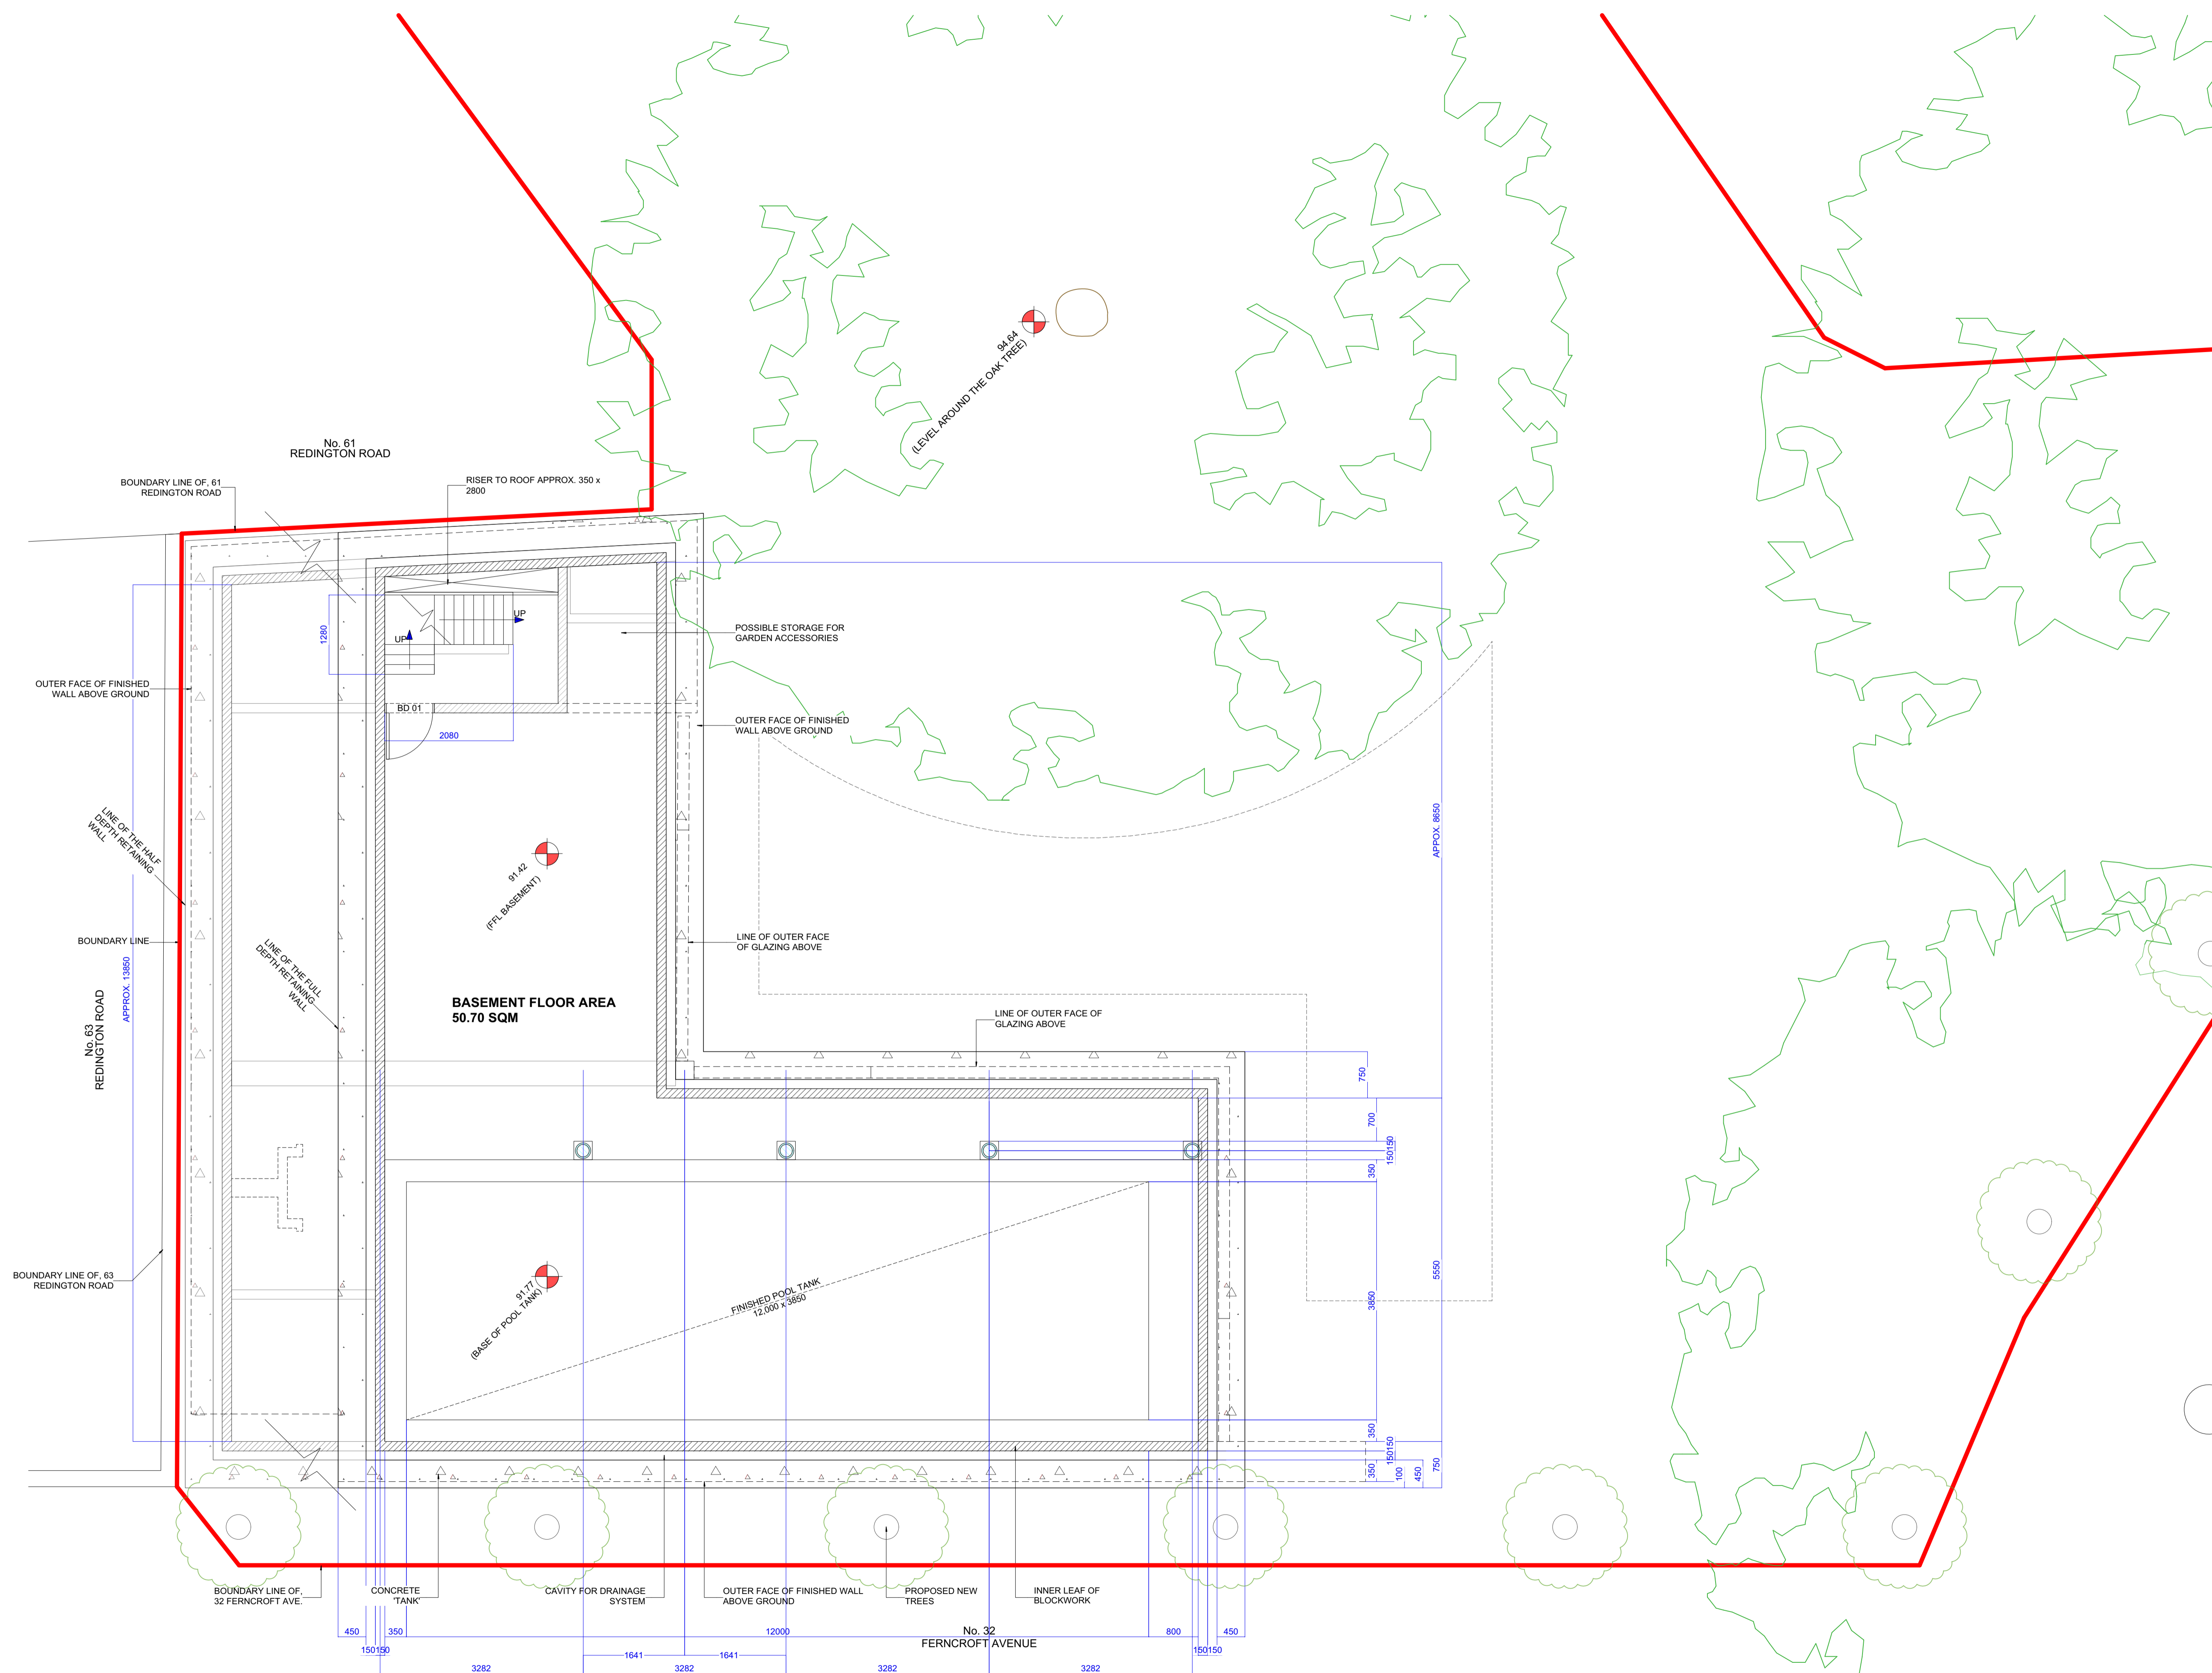 94.64
(LEVEL AROUND THE OAK TREE)
No. 61
REDINGTON ROAD
BOUNDARY LINE OF, 61
REDINGTON ROAD
RISER TO ROOF APPROX. 350 x
2800
UP
UP
1280
POSSIBLE STORAGE FOR
GARDEN ACCESSORIES
OUTER FACE OF FINISHED
WALL ABOVE GROUND
BD 01
2080
OUTER FACE OF FINISHED
WALL ABOVE GROUND
LINE OF THE HALF
DEPTH RETAINING
WALL
91.42
(FFL BASEMENT)
APPOX. 8650
BOUNDARY LINE
APPROX. 13850
LINE OF THE FULL
DEPTH RETAINING
WALL
LINE OF OUTER FACE
OF GLAZING ABOVE
No. 63
REDINGTON ROAD
BASEMENT FLOOR AREA
50.70 SQM
LINE OF OUTER FACE OF
GLAZING ABOVE
750
700
150150
350
BOUNDARY LINE OF, 63
REDINGTON ROAD
91.77
(BASE OF POOL TANK)
FINISHED POOL TANK
12,000 x 3850
5550
3850
350
150150
350
100
450
750
BOUNDARY LINE OF,
32 FERNCROFT AVE.
CONCRETE
'TANK'
CAVITY FOR DRAINAGE
SYSTEM
OUTER FACE OF FINISHED WALL
ABOVE GROUND
PROPOSED NEW
TREES
INNER LEAF OF
BLOCKWORK
450
350
12000
800
450
No. 32
FERNCROFT AVENUE
150150
150150
1641
1641
3282
3282
3282
3282